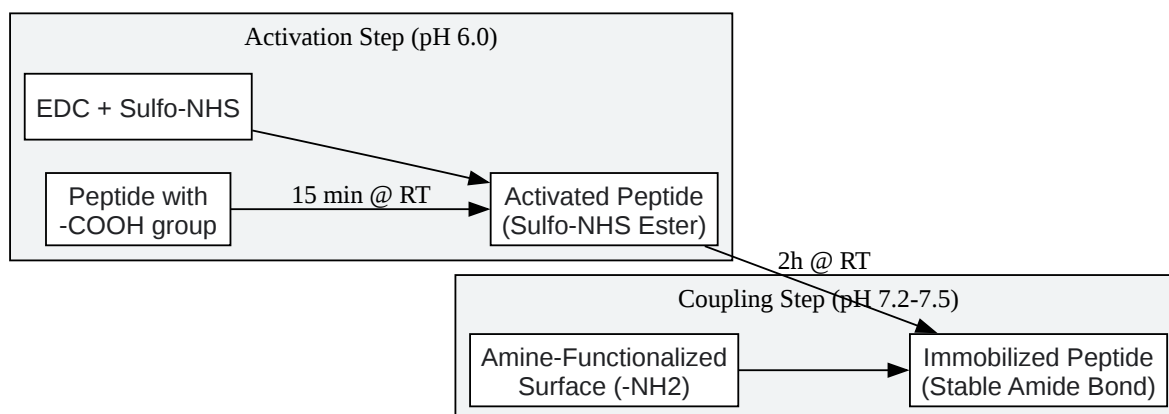 Activation Step (pH 6.0)
EDC + Sulfo-NHS
Peptide with
-COOH group
15 min @ RT
Activated Peptide
(Sulfo-NHS Ester)
2h @ RT
Coupling Step (pH 7.2-7.5)
Amine-Functionalized
Surface (-NH2)
Immobilized Peptide
(Stable Amide Bond)